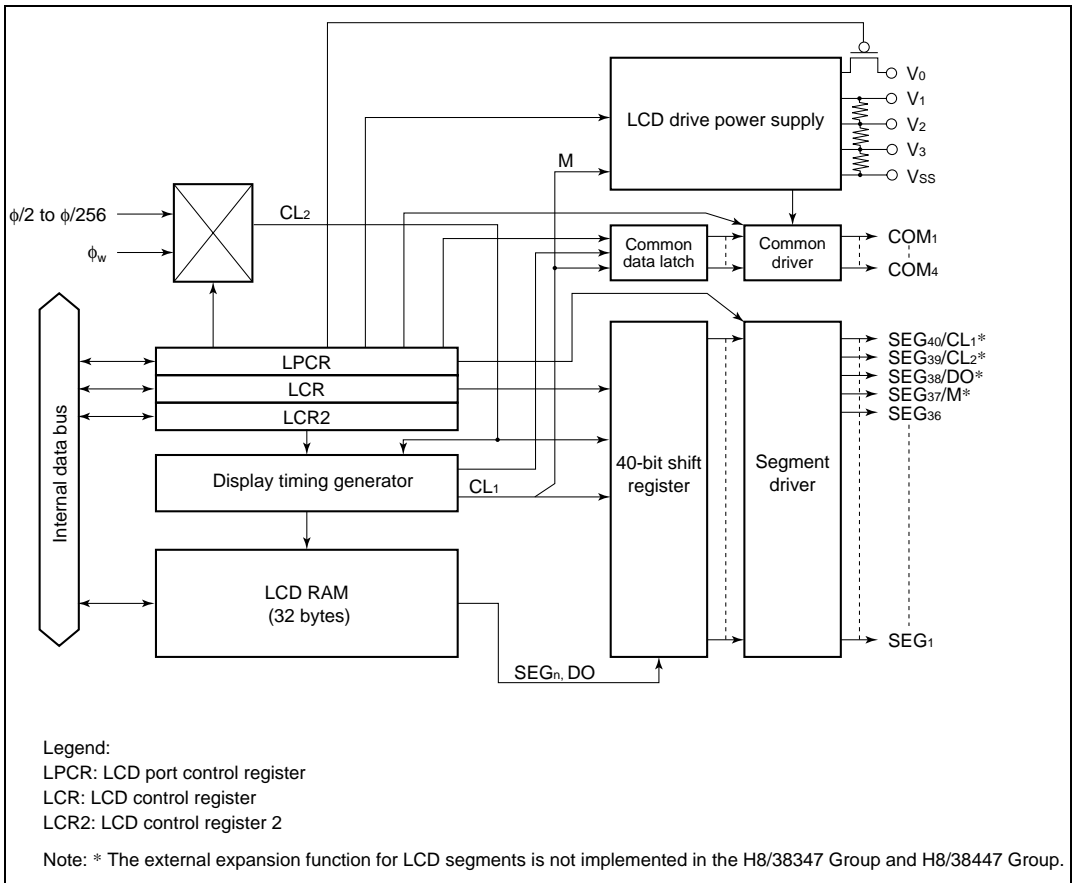 V0
V1
LCD drive power supply
V2
V3
M
VSS
ϕ/2 to ϕ/256
CL2
ϕw
Common data latch
Common driver
COM1
COM4
Internal data bus
LPCR
LCR
LCR2
SEG40/CL1*
SEG39/CL2*
SEG38/DO*
SEG37/M*
SEG36
Display timing generator
CL1
40-bit shift register
Segment driver
LCD RAM
(32 bytes)
SEG1
SEGn, DO
Legend:
LPCR: LCD port control register
LCR: LCD control register
LCR2: LCD control register 2
Note: * The external expansion function for LCD segments is not implemented in the H8/38347 Group and H8/38447 Group.